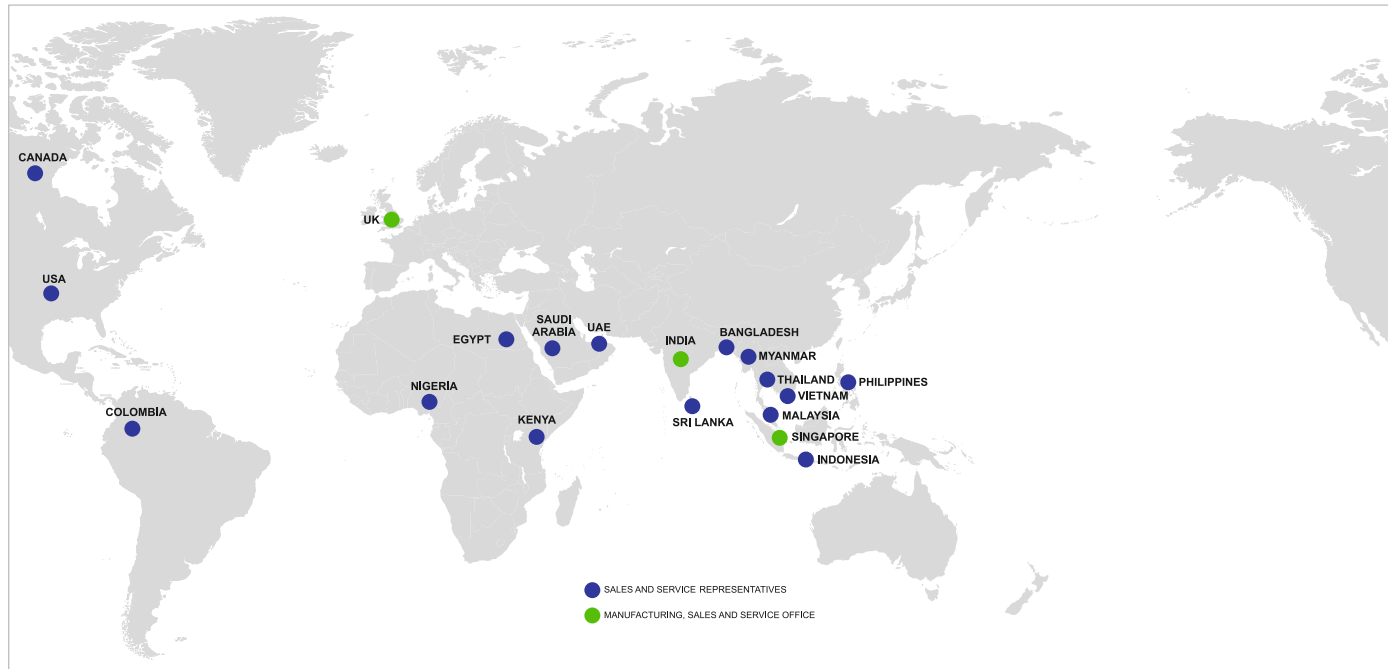 CANADA
UK
USA
EGYPT
SAUDI
ARABIA
UAE
INDIA
BANGLADESH
MYANMAR
THAILAND
PHILIPPINES
VIETNAM
NIGERIA
COLOMBIA
KENYA
SRI LANKA
MALAYSIA
SINGAPORE
INDONESIA
SALES AND SERVICE REPRESENTATIVES
MANUFACTURING, SALES AND SERVICE OFFICE